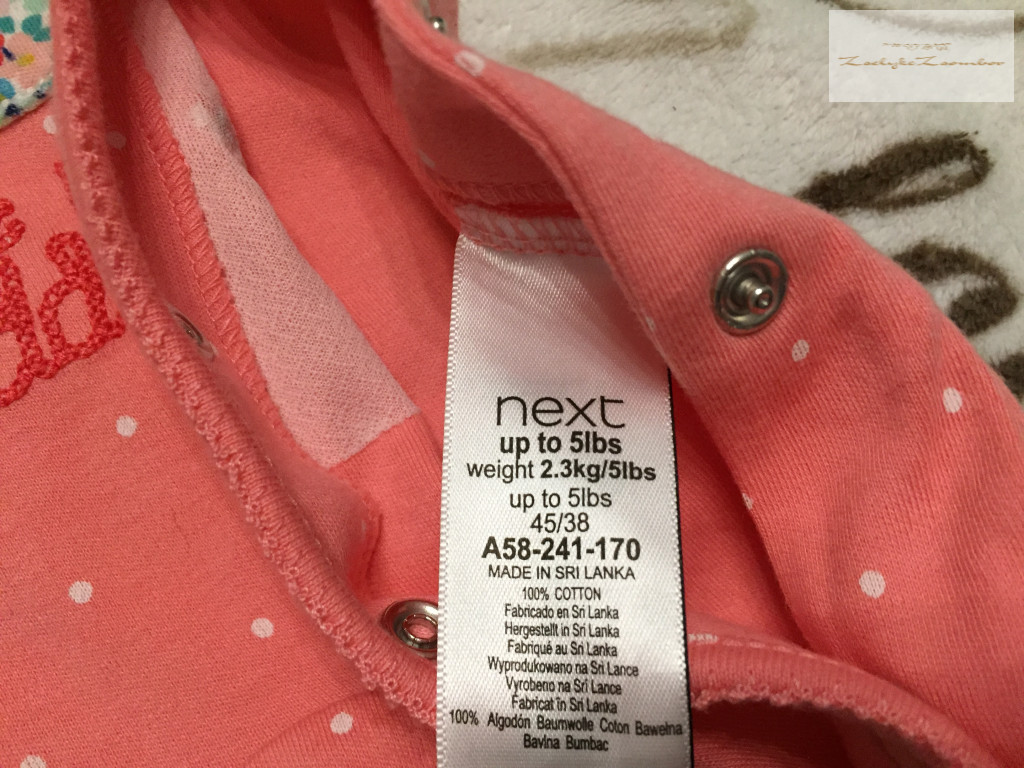 next
up to 5lbs
weight 2.3kg/5lbs
up to 5lbs
45/38
A58-241-170
MADE IN SRI LANKA
100% COTTON
Fabricado en Sri Lanka
Hergestellt in Sri Lanka
Fabriqué au Sri Lanka
Wyprodukowano na Sri Lance
Vyrobeno na Sri Lance
Fabricat în Sri Lanka
100% Algodón Baumwolle Coton Bawełna
Bavlna Bumbac